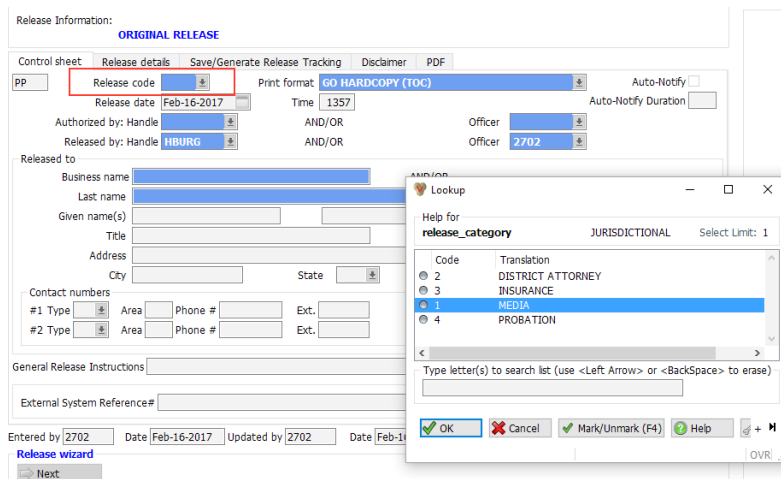 Release Information:
ORIGINAL RELEASE
Control sheet Release details Save/Generate Release Tracking Disclaimer PDF
PP Release code Print format GO HARDCOPY (TOC) Auto-Notify
Release date Feb-16-2017 Time 1357 Auto-Notify Duration
Authorized by: Handle AND/OR Officer
Released by: Handle HBURG AND/OR Officer 2702
Released to
Business name AND/OR
Last name
Given name(s)
Title
Address
City State
Contact numbers
#1 Type Area Phone # Ext.
#2 Type Area Phone # Ext.
General Release Instructions
External System Reference#
Entered by 2702 Date Feb-16-2017 Updated by 2702 Date Feb-1
Release wizard
Next
Lookup
Help for
release_category JURISDICTIONAL Select Limit: 1
Code Translation
2 DISTRICT ATTORNEY
3 INSURANCE
1 MEDIA
4 PROBATION
Type letter(s) to search list (use <Left Arrow> or <BackSpace> to erase)
OK Cancel Mark/Unmark (F4) Help +
OVR